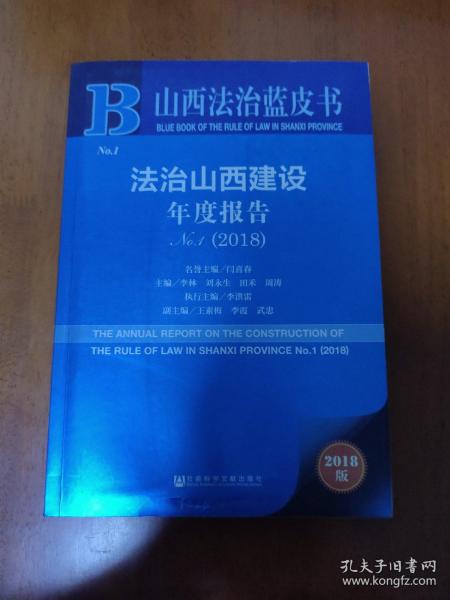 B
山西法治蓝皮书
BLUE BOOK OF THE RULE OF LAW IN SHANXI PROVINCE
No.1
法治山西建设
年度报告
No.1 (2018)
名誉主编／闫喜春
主编／李林 刘永生 田禾 周涛
执行主编／李洪雷
副主编／王素梅 李霞 武忠
THE ANNUAL REPORT ON THE CONSTRUCTION OF
THE RULE OF LAW IN SHANXI PROVINCE No.1 (2018)
2018
版
社会科学文献出版社
孔夫子旧书网
www.kongfz.com